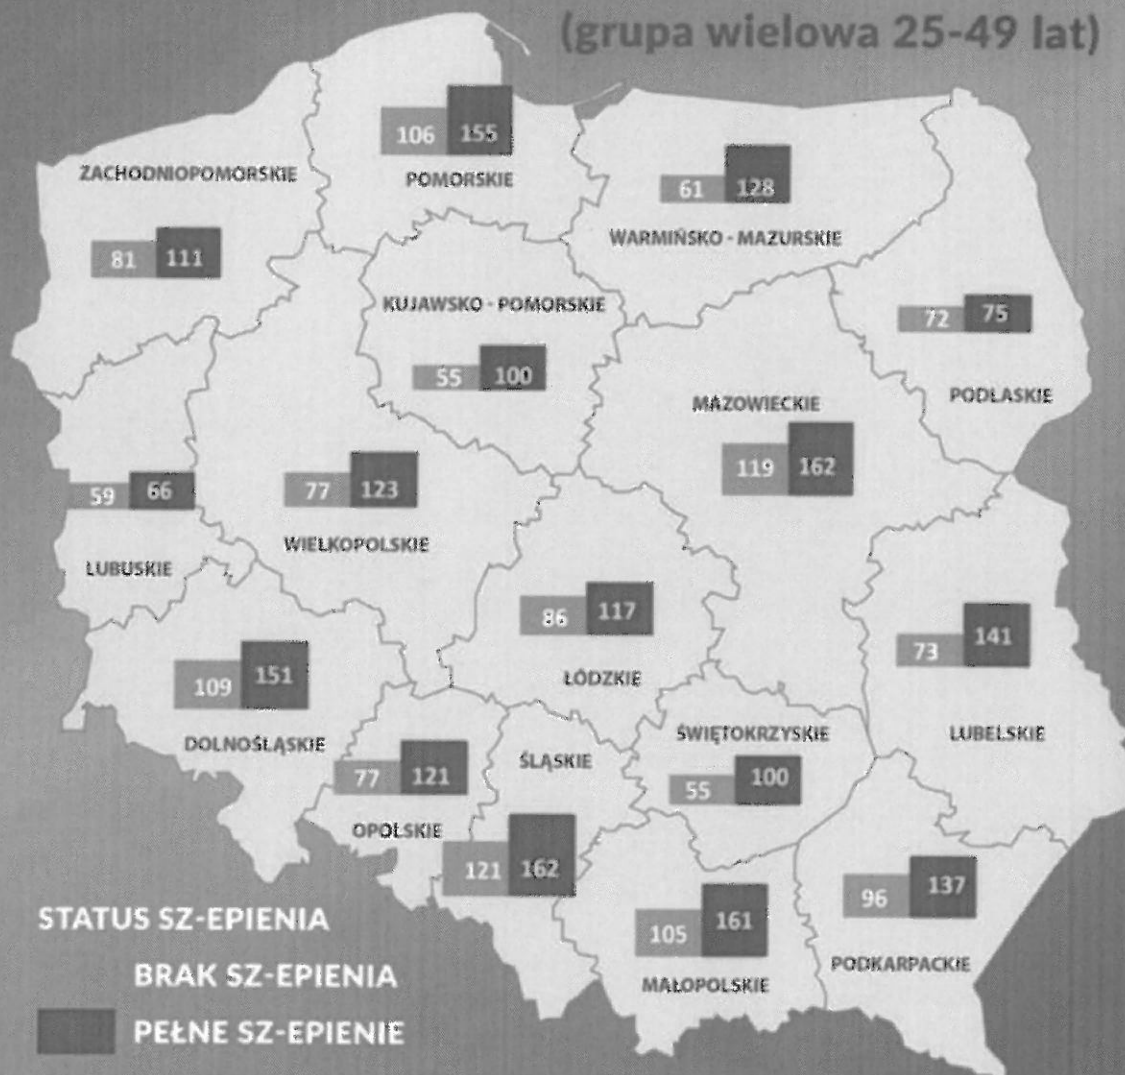 (grupa wielowa 25-49 lat)
106 155
POMORSKIE
ZACHODNIOPOMORSKIE
81 111
61 128
WARMIŃSKO - MAZURSKIE
KUJAWSKO - POMORSKIE
55 100
72 75
PODLASKIE
MAZOWIECKIE
119 162
59 66
LUBUSKIE
77 123
WIELKOPOLSKIE
86 117
ŁÓDZKIE
73 141
LUBELSKIE
109 151
DOLNOŚLĄSKIE
77 121
OPOLSKIE
ŚLĄSKIE
121 162
ŚWIĘTOKRZYSKIE
55 100
105 161
MAŁOPOLSKIE
96 137
PODKARPACKIE
STATUS SZ-EPIENIA
BRAK SZ-EPIENIA
PEŁNE SZ-EPIENIE